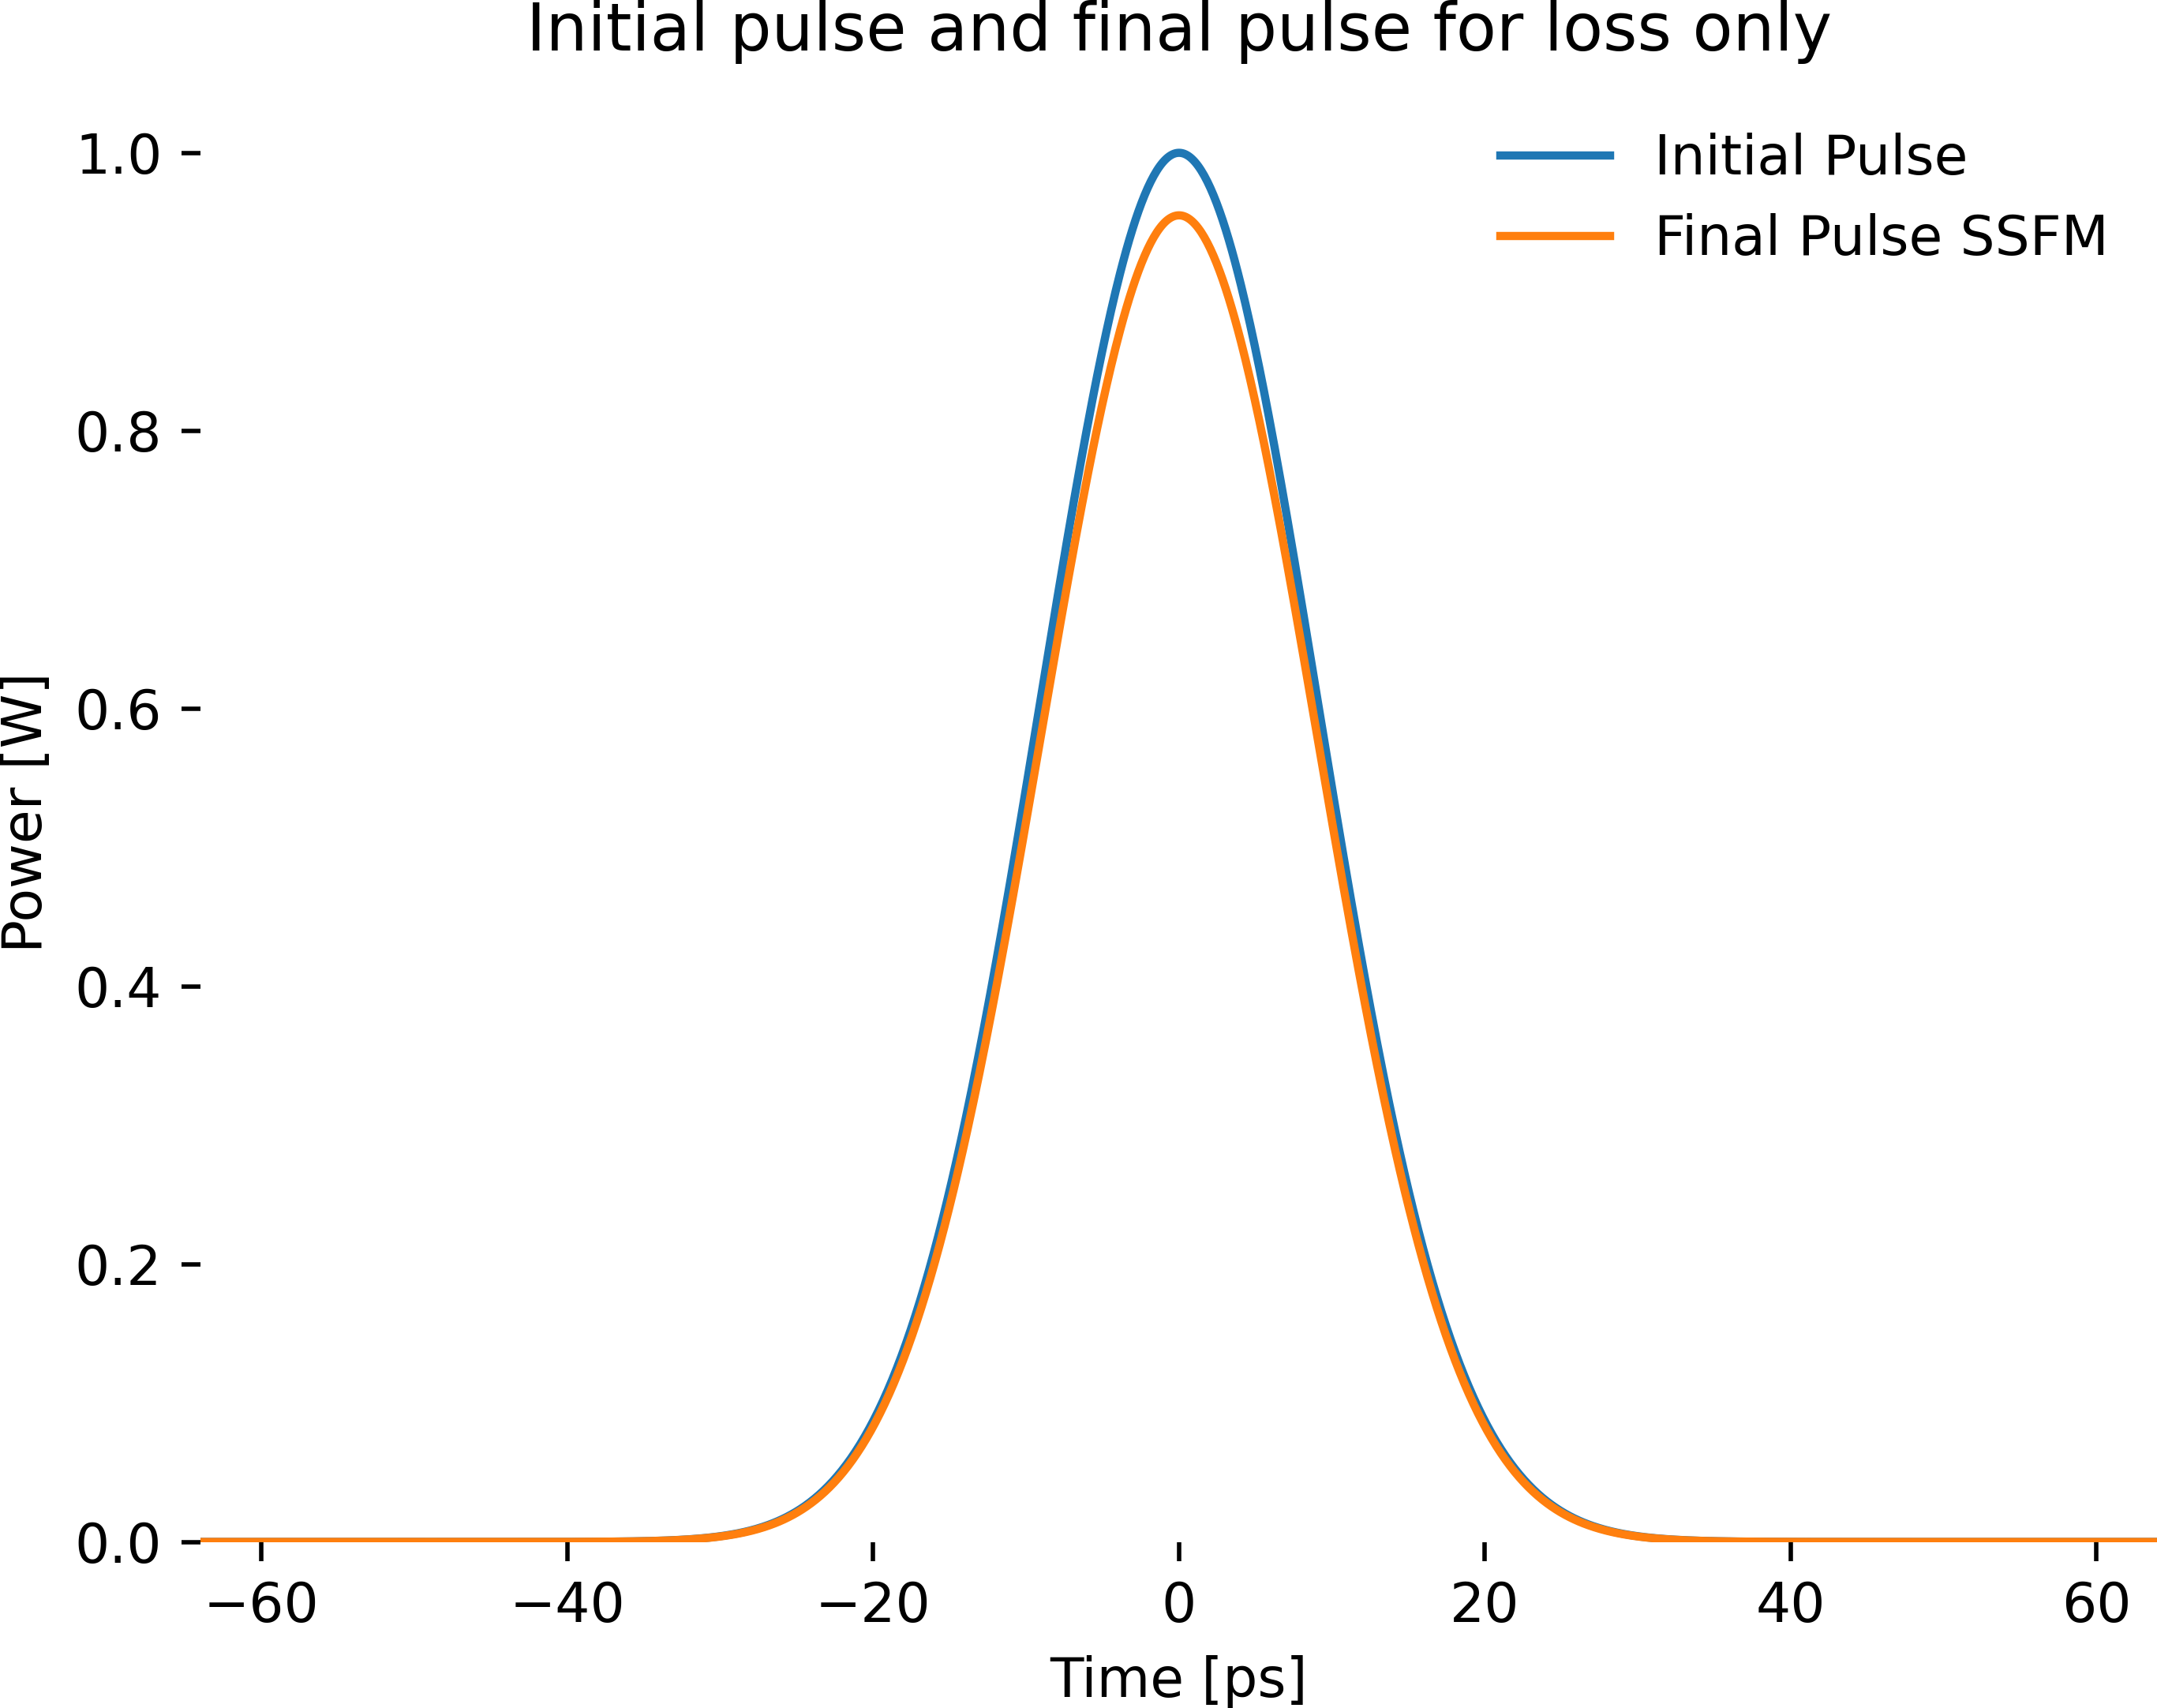 Initial pulse and final pulse for loss only
Initial Pulse
Final Pulse SSFM
Power [W]
1.0
0.8
0.6
0.4
0.2
0.0
−60 −40 −20 0 20 40 60
Time [ps]